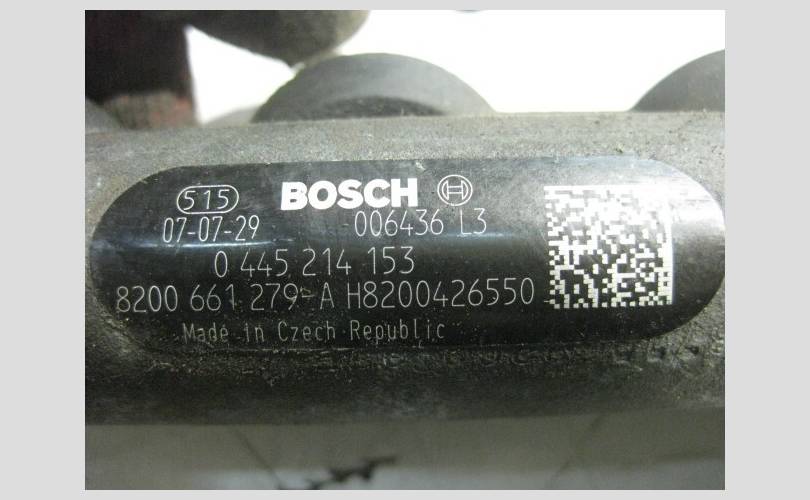 515 BOSCH
07-07-29 006436 L3
0 445 214 153
8200 661 279-A H8200426550
Made in Czech Republic